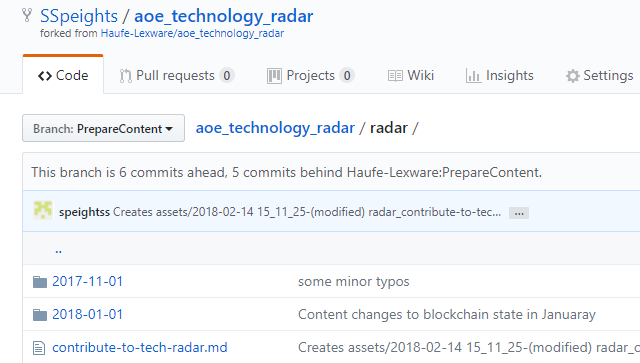 SSpeights / aoe_technology_radar
forked from Haufe-Lexware/aoe_technology_radar
Code Pull requests 0 Projects 0 Wiki Insights Settings
Branch: PrepareContent aoe_technology_radar / radar /
This branch is 6 commits ahead, 5 commits behind Haufe-Lexware:PrepareContent.
speightss Creates assets/2018-02-14 15_11_25-(modified) radar_contribute-to-tec... ...
..
2017-11-01 some minor typos
2018-01-01 Content changes to blockchain state in Januaray
contribute-to-tech-radar.md Creates assets/2018-02-14 15_11_25-(modified) radar_c